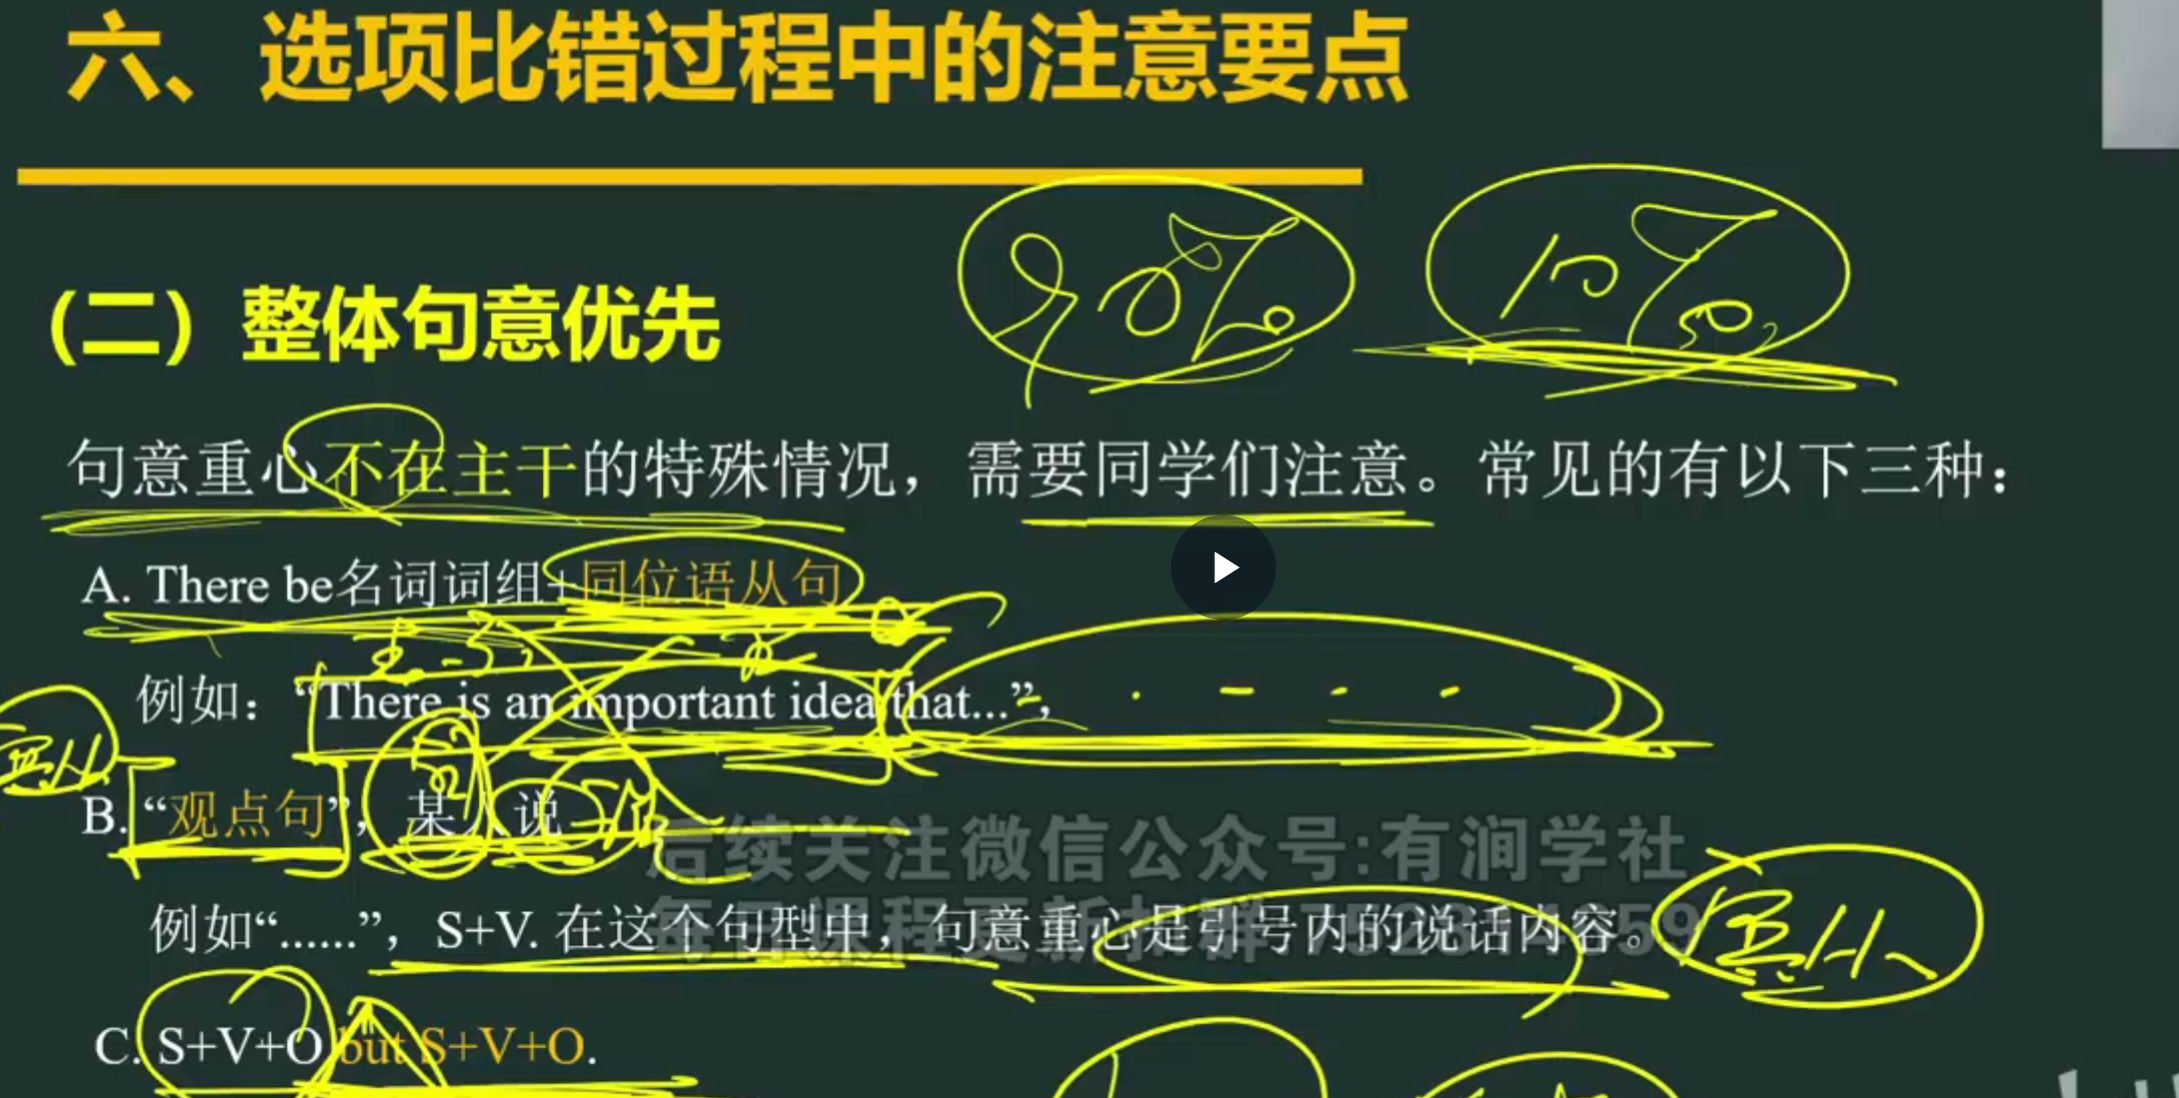 六、选项比错过程中的注意要点
90%
10%
(二)整体句意优先
句意重心不在主干的特殊情况，需要同学们注意。常见的有以下三种：
A. There be名词词组+同位语从句
例如：“There is an important idea that...”，
B. “观点句”，某人说
后续关注微信公众号:有涧学社
例如“......”，S+V. 在这个句型中，句意重心是引号内的说话内容。
C. S+V+O but S+V+O.